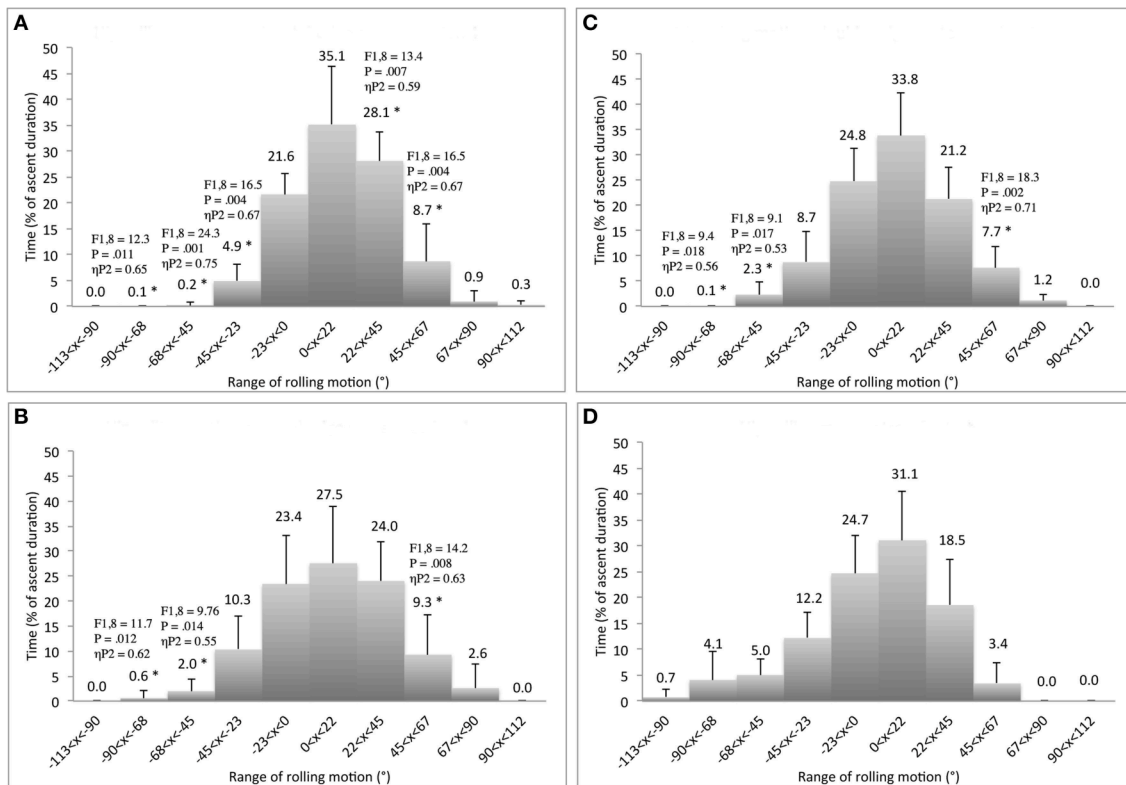 A
Time (% of ascent duration)
50
45
40
35
30
25
20
15
10
5
0
F1,8 = 12.3
P = .011
ηP2 = 0.65
F1,8 = 24.3
P = .001
ηP2 = 0.75
F1,8 = 16.5
P = .004
ηP2 = 0.67
F1,8 = 13.4
P = .007
ηP2 = 0.59
F1,8 = 16.5
P = .004
ηP2 = 0.67
0.0
0.1 *
0.2 *
4.9 *
21.6
35.1
28.1 *
8.7 *
0.9
0.3
-113<x<-90
-90<x<-68
-68<x<-45
-45<x<-23
-23<x<0
0<x<22
22<x<45
45<x<67
67<x<90
90<x<112
Range of rolling motion (°)
C
Time (% of ascent duration)
50
45
40
35
30
25
20
15
10
5
0
F1,8 = 9.4
P = .018
ηP2 = 0.56
F1,8 = 9.1
P = .017
ηP2 = 0.53
F1,8 = 18.3
P = .002
ηP2 = 0.71
0.0
0.1 *
2.3 *
8.7
24.8
33.8
21.2
7.7 *
1.2
0.0
-113<x<-90
-90<x<-68
-68<x<-45
-45<x<-23
-23<x<0
0<x<22
22<x<45
45<x<67
67<x<90
90<x<112
Range of rolling motion (°)
B
Time (% of ascent duration)
50
45
40
35
30
25
20
15
10
5
0
F1,8 = 11.7
P = .012
ηP2 = 0.62
F1,8 = 9.76
P = .014
ηP2 = 0.55
F1,8 = 14.2
P = .008
ηP2 = 0.63
0.0
0.6 *
2.0 *
10.3
23.4
27.5
24.0
9.3 *
2.6
0.0
-113<x<-90
-90<x<-68
-68<x<-45
-45<x<-23
-23<x<0
0<x<22
22<x<45
45<x<67
67<x<90
90<x<112
Range of rolling motion (°)
D
Time (% of ascent duration)
50
45
40
35
30
25
20
15
10
5
0
0.7
4.1
5.0
12.2
24.7
31.1
18.5
3.4
0.0
0.0
-113<x<-90
-90<x<-68
-68<x<-45
-45<x<-23
-23<x<0
0<x<22
22<x<45
45<x<67
67<x<90
90<x<112
Range of rolling motion (°)